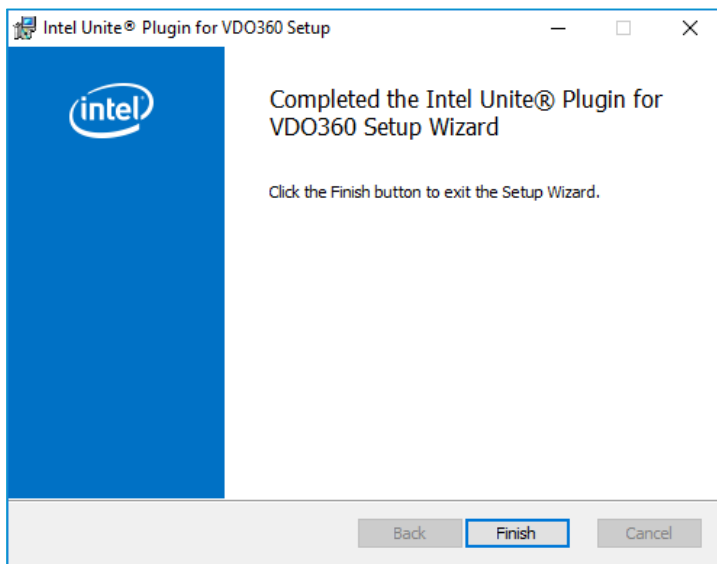 Intel Unite® Plugin for VDO360 Setup
intel
Completed the Intel Unite® Plugin for
VDO360 Setup Wizard
Click the Finish button to exit the Setup Wizard.
Back
Finish
Cancel